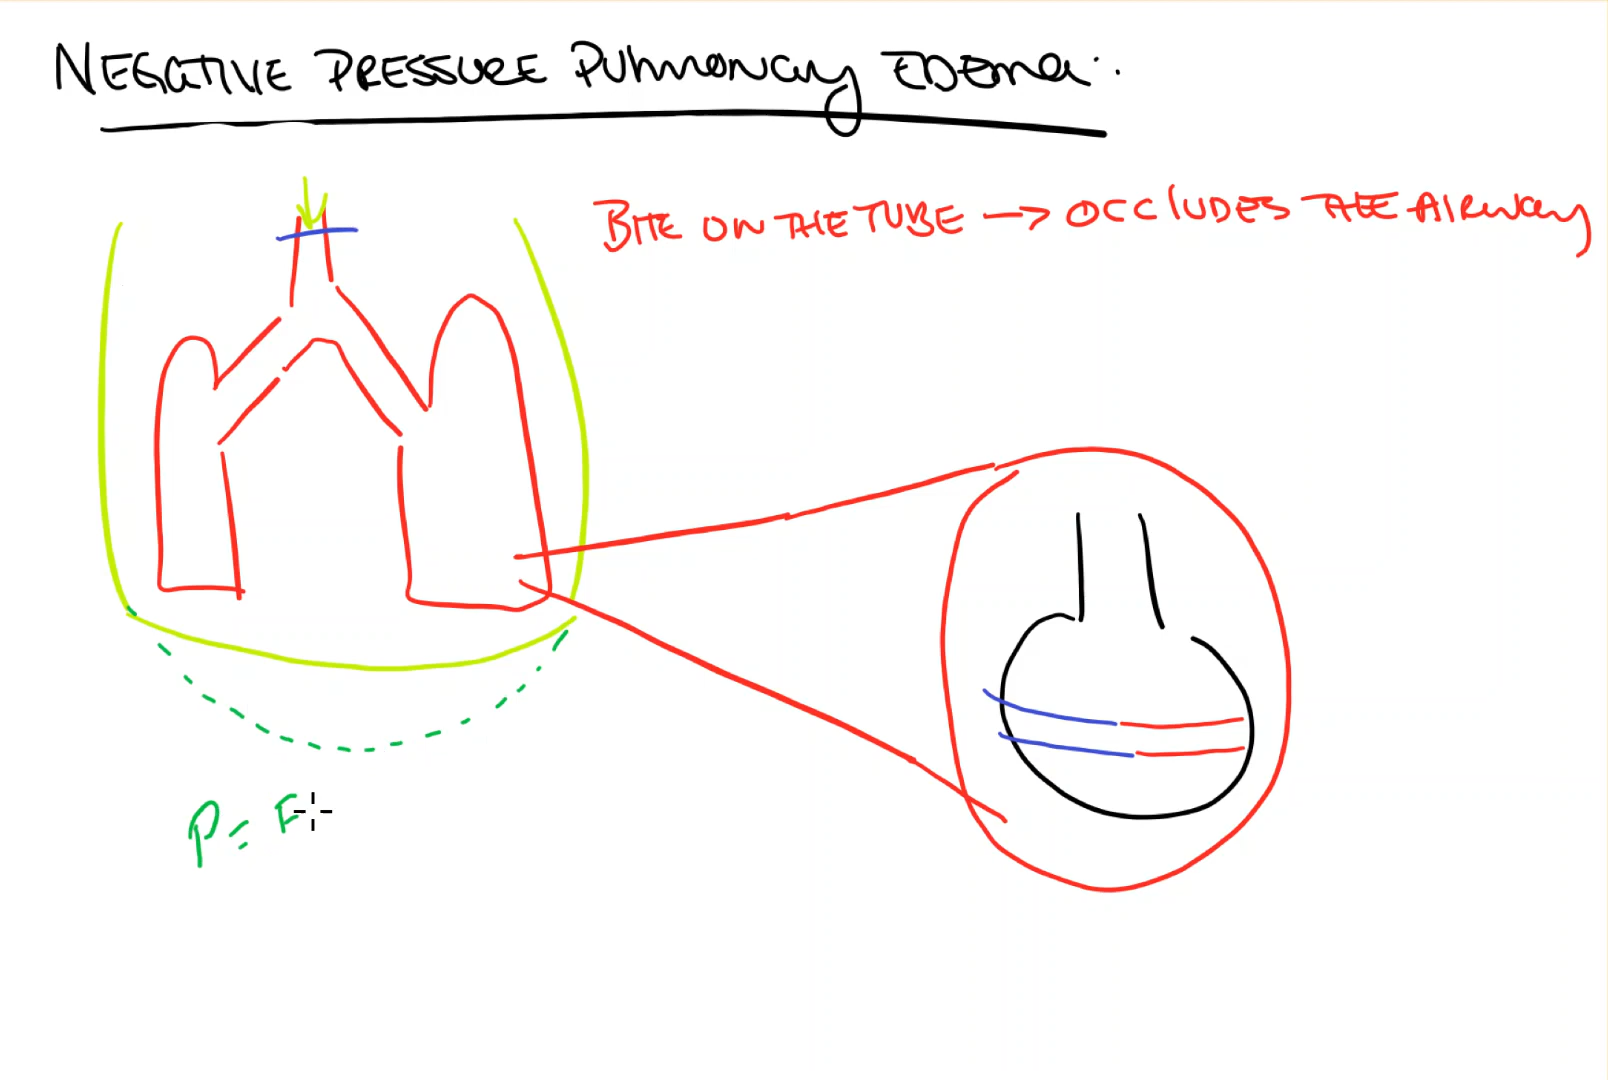 NEGATIVE PRESSURE Pulmonary EDEma
BITE ON THE TUBE → OCCLUDES THE AIRWay
P = F